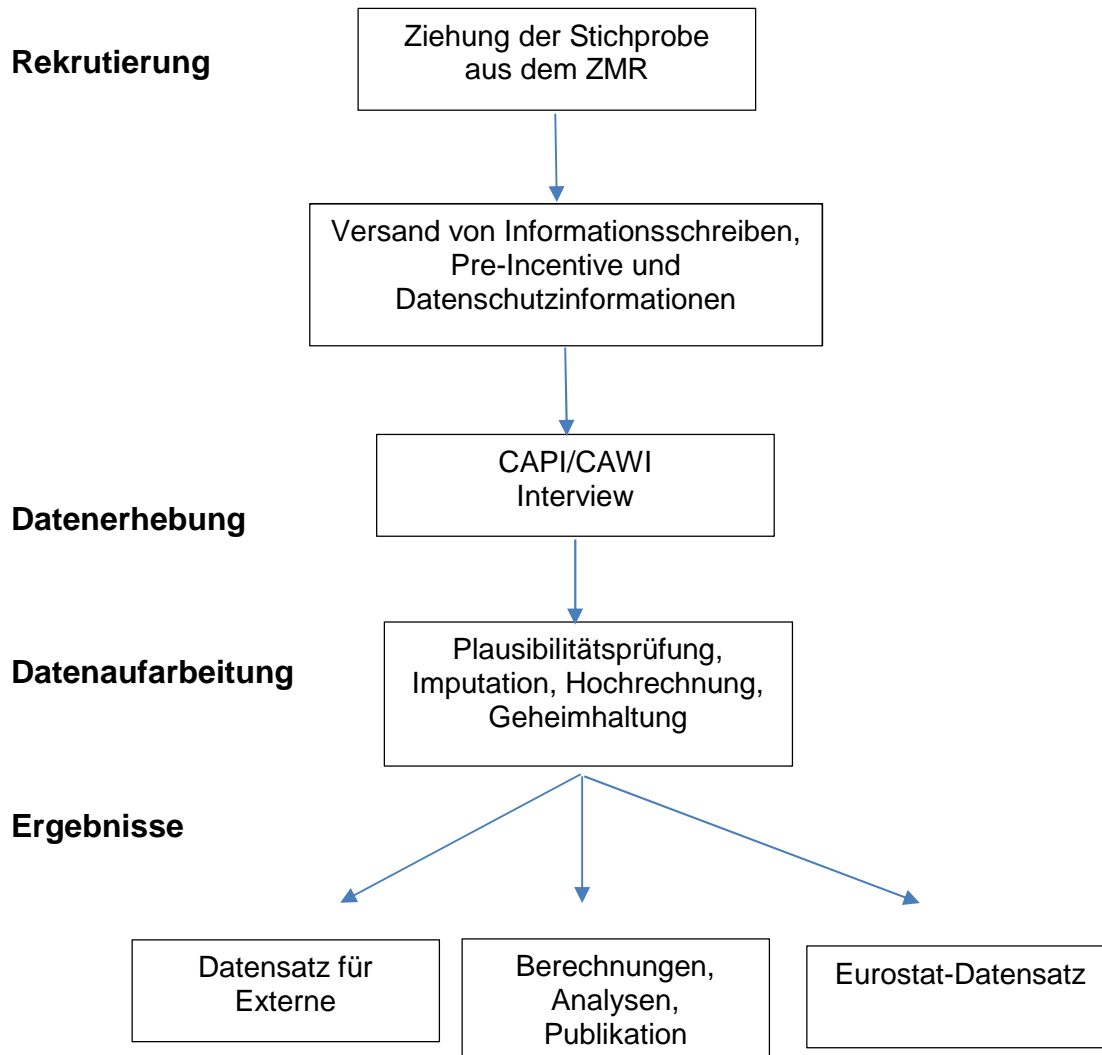 Rekrutierung
Ziehung der Stichprobe
aus dem ZMR
Versand von Informationsschreiben,
Pre-Incentive und
Datenschutzinformationen
Datenerhebung
CAPI/CAWI
Interview
Datenaufarbeitung
Plausibilitätsprüfung,
Imputation, Hochrechnung,
Geheimhaltung
Ergebnisse
Datensatz für
Externe
Berechnungen,
Analysen,
Publikation
Eurostat-Datensatz